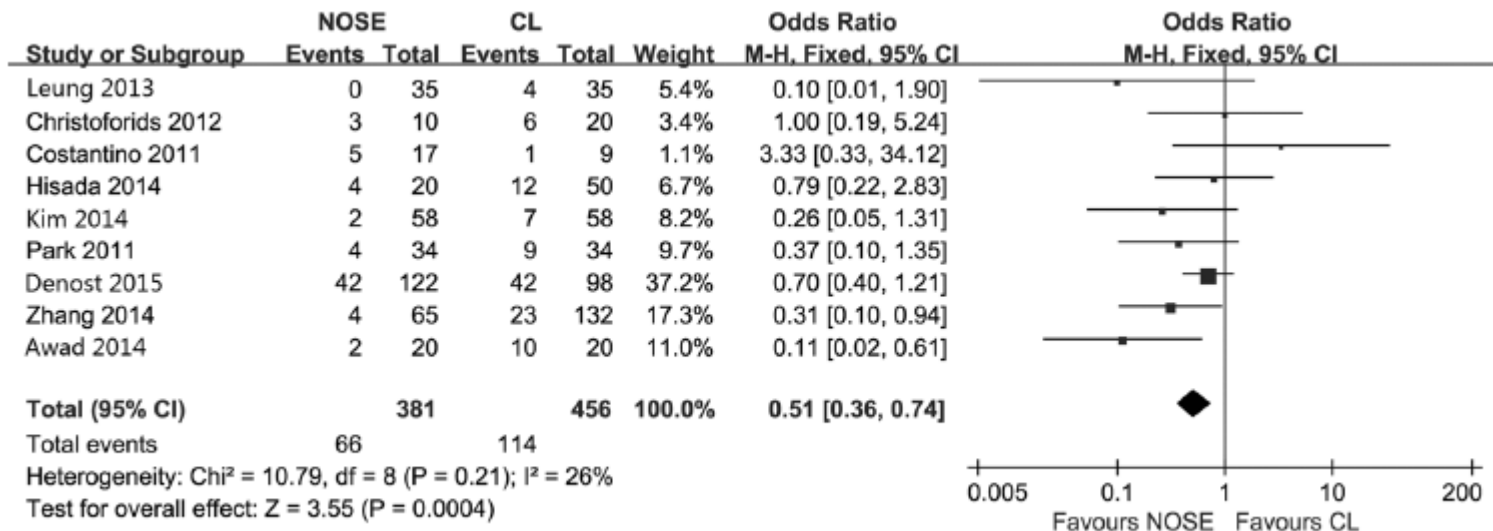 NOSE CL Odds Ratio Odds Ratio
Study or Subgroup Events Total Events Total Weight M-H, Fixed, 95% CI M-H, Fixed, 95% CI
Leung 2013 0 35 4 35 5.4% 0.10 [0.01, 1.90]
Christoforids 2012 3 10 6 20 3.4% 1.00 [0.19, 5.24]
Costantino 2011 5 17 1 9 1.1% 3.33 [0.33, 34.12]
Hisada 2014 4 20 12 50 6.7% 0.79 [0.22, 2.83]
Kim 2014 2 58 7 58 8.2% 0.26 [0.05, 1.31]
Park 2011 4 34 9 34 9.7% 0.37 [0.10, 1.35]
Denost 2015 42 122 42 98 37.2% 0.70 [0.40, 1.21]
Zhang 2014 4 65 23 132 17.3% 0.31 [0.10, 0.94]
Awad 2014 2 20 10 20 11.0% 0.11 [0.02, 0.61]
Total (95% CI) 381 456 100.0% 0.51 [0.36, 0.74]
Total events 66 114
Heterogeneity: Chi² = 10.79, df = 8 (P = 0.21); I² = 26%
Test for overall effect: Z = 3.55 (P = 0.0004)
0.005 0.1 1 10 200
Favours NOSE Favours CL